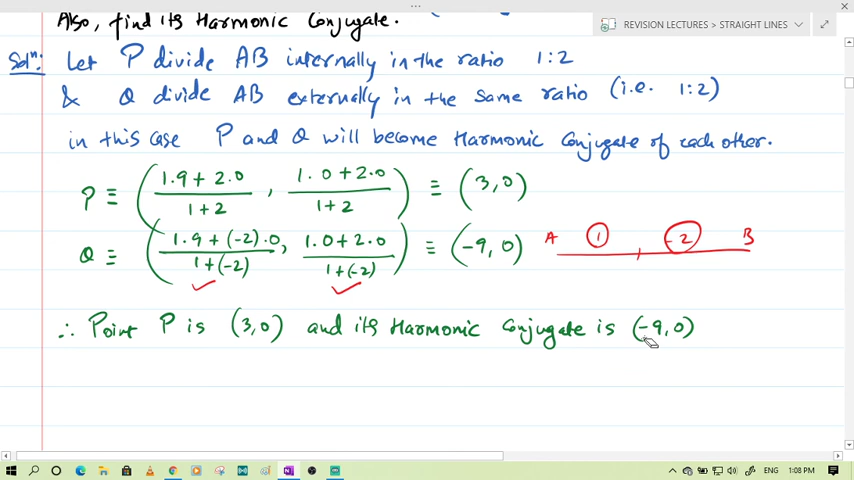 Also, find its Harmonic Conjugate.
REVISION LECTURES > STRAIGHT LINES
Solⁿ: Let P divide AB internally in the ratio 1:2
& Q divide AB externally in the same ratio (i.e. 1:2)
in this case P and Q will become Harmonic Conjugate of each other.
P ≡ ( (1.9 + 2.0)/(1+2) , (1.0+2.0)/(1+2) ) ≡ (3,0)
Q ≡ ( (1.9 + (-2).0)/(1+(-2)) , (1.0+2.0)/(1+(-2)) ) ≡ (-9,0)
A 1 -2 B
∴ Point P is (3,0) and its Harmonic Conjugate is (-9,0)
ENG 1:08 PM